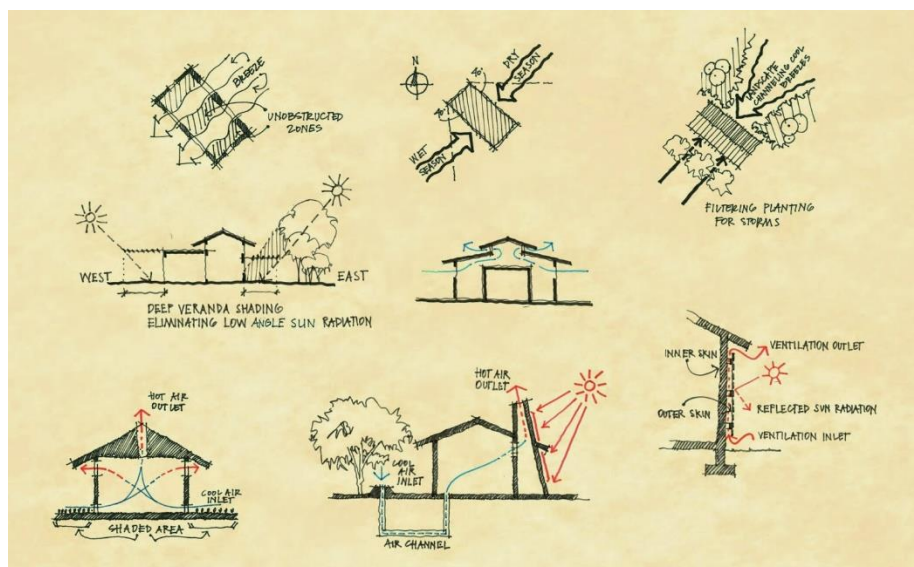 BREEZE
UNOBSTRUCTED
ZONES
N
DRY
SEASON
WET
SEASON
LANDSCAPE
CHANNELING COOL
BREEZES
FILTERING PLANTING
FOR STORMS
WEST
EAST
DEEP VERANDA SHADING
ELIMINATING LOW ANGLE SUN RADIATION
HOT AIR
OUTLET
COOL AIR
INLET
SHADED AREA
HOT AIR
OUTLET
COOL
AIR
INLET
AIR CHANNEL
INNER SKIN
OUTER SKIN
VENTILATION OUTLET
REFLECTED SUN RADIATION
VENTILATION INLET